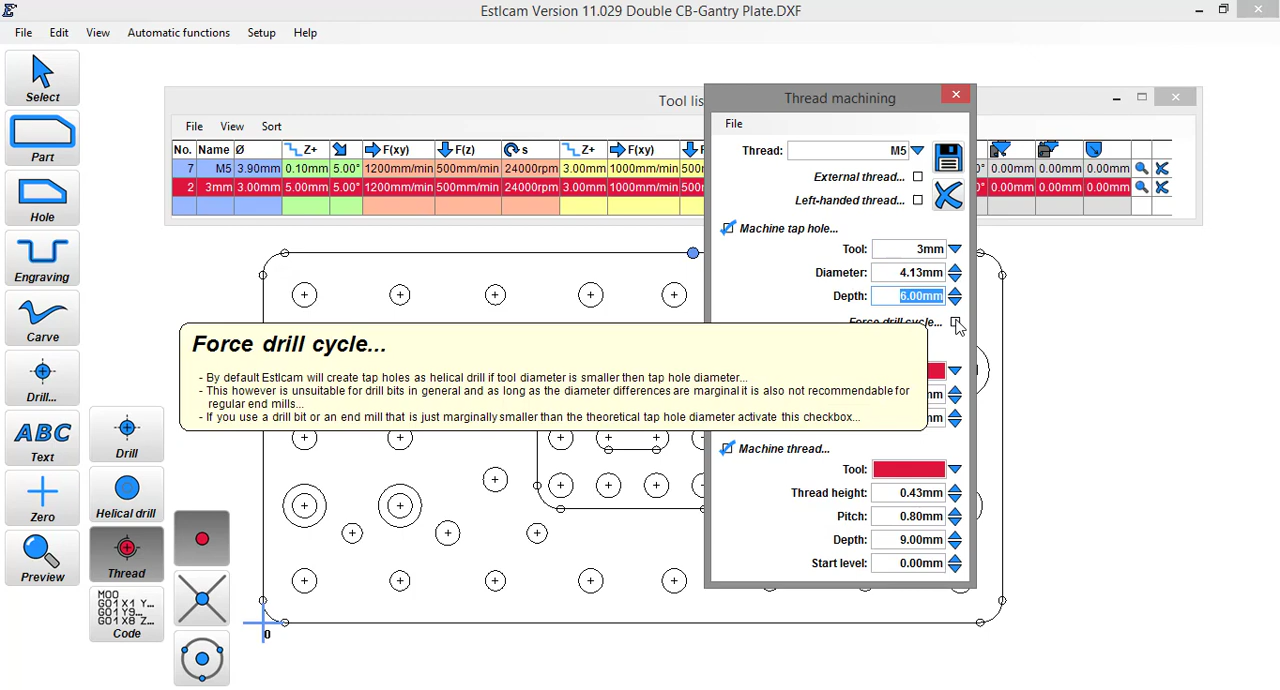 Estlcam Version 11.029 Double CB-Gantry Plate.DXF
File Edit View Automatic functions Setup Help
Select
Part
Hole
Engraving
Carve
Drill...
Text
ABC
Zero
Preview
Drill
Helical drill
Thread
M00
G01 X1 Y...
G01 Y9...
G01 X8 Z...
Code
0
Tool lis
File View Sort
No. Name Ø Z+ F(xy) F(z) s Z+ F(xy)
7 M5 3.90mm 0.10mm 5.00° 1200mm/min 500mm/min 24000rpm 3.00mm 1000mm/min 0.00mm 0.00mm 0.00mm
2 3mm 3.00mm 5.00mm 5.00° 1200mm/min 500mm/min 24000rpm 3.00mm 1000mm/min 0.00mm 0.00mm 0.00mm
Thread machining
File
Thread: M5
External thread...
Left-handed thread...
Machine tap hole...
Tool: 3mm
Diameter: 4.13mm
Depth: 6.00mm
Force drill cycle...
Force drill cycle...
- By default Estlcam will create tap holes as helical drill if tool diameter is smaller then tap hole diameter...
- This however is unsuitable for drill bits in general and as long as the diameter differences are marginal it is also not recommendable for
regular end mills...
- If you use a drill bit or an end mill that is just marginally smaller than the theoretical tap hole diameter activate this checkbox...
Machine thread...
Tool:
Thread height: 0.43mm
Pitch: 0.80mm
Depth: 9.00mm
Start level: 0.00mm